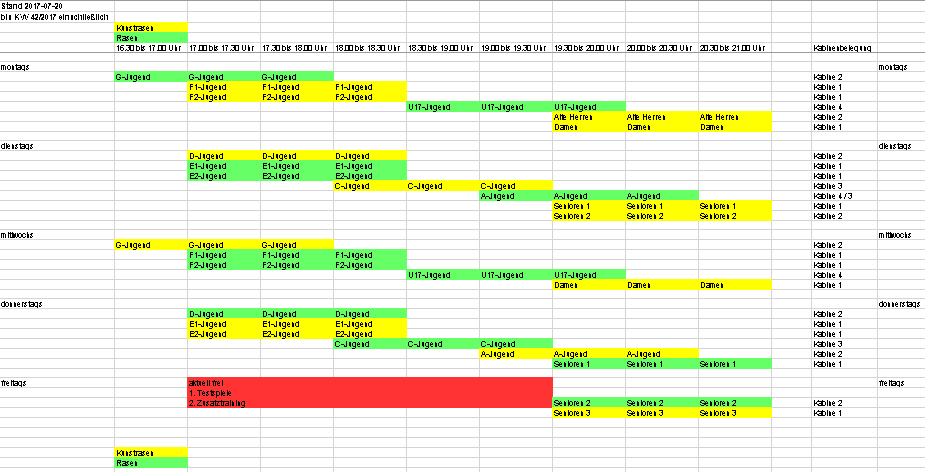 Stand 2017-07-20
bis KW 42/2017 einschließlich
Kunstrasen
Rasen
16.30 bis 17.00 Uhr 17.00 bis 17.30 Uhr 17.30 bis 18.00 Uhr 18.00 bis 18.30 Uhr 18.30 bis 19.00 Uhr 19.00 bis 19.30 Uhr 19.30 bis 20.00 Uhr 20.00 bis 20.30 Uhr 20.30 bis 21.00 Uhr Kabinenbelegung
montags montags
G-Jugend G-Jugend G-Jugend Kabine 2
F1-Jugend F1-Jugend F1-Jugend Kabine 1
F2-Jugend F2-Jugend F2-Jugend Kabine 1
U17-Jugend U17-Jugend U17-Jugend Kabine 4
Alte Herren Alte Herren Alte Herren Kabine 2
Damen Damen Damen Kabine 1
dienstags dienstags
D-Jugend D-Jugend D-Jugend Kabine 2
E1-Jugend E1-Jugend E1-Jugend Kabine 1
E2-Jugend E2-Jugend E2-Jugend Kabine 1
C-Jugend C-Jugend C-Jugend Kabine 3
A-Jugend A-Jugend A-Jugend Kabine 4 / 3
Senioren 1 Senioren 1 Senioren 1 Kabine 1
Senioren 2 Senioren 2 Senioren 2 Kabine 2
mittwochs mittwochs
G-Jugend G-Jugend G-Jugend Kabine 2
F1-Jugend F1-Jugend F1-Jugend Kabine 1
F2-Jugend F2-Jugend F2-Jugend Kabine 1
U17-Jugend U17-Jugend U17-Jugend Kabine 4
Damen Damen Damen Kabine 1
donnerstags donnerstags
D-Jugend D-Jugend D-Jugend Kabine 2
E1-Jugend E1-Jugend E1-Jugend Kabine 1
E2-Jugend E2-Jugend E2-Jugend Kabine 1
C-Jugend C-Jugend C-Jugend Kabine 3
A-Jugend A-Jugend A-Jugend Kabine 2
Senioren 1 Senioren 1 Senioren 1 Kabine 1
freitags aktuell frei freitags
1. Testspiele
2. Zusatztraining Senioren 2 Senioren 2 Senioren 2 Kabine 2
Senioren 3 Senioren 3 Senioren 3 Kabine 1
Kunstrasen
Rasen